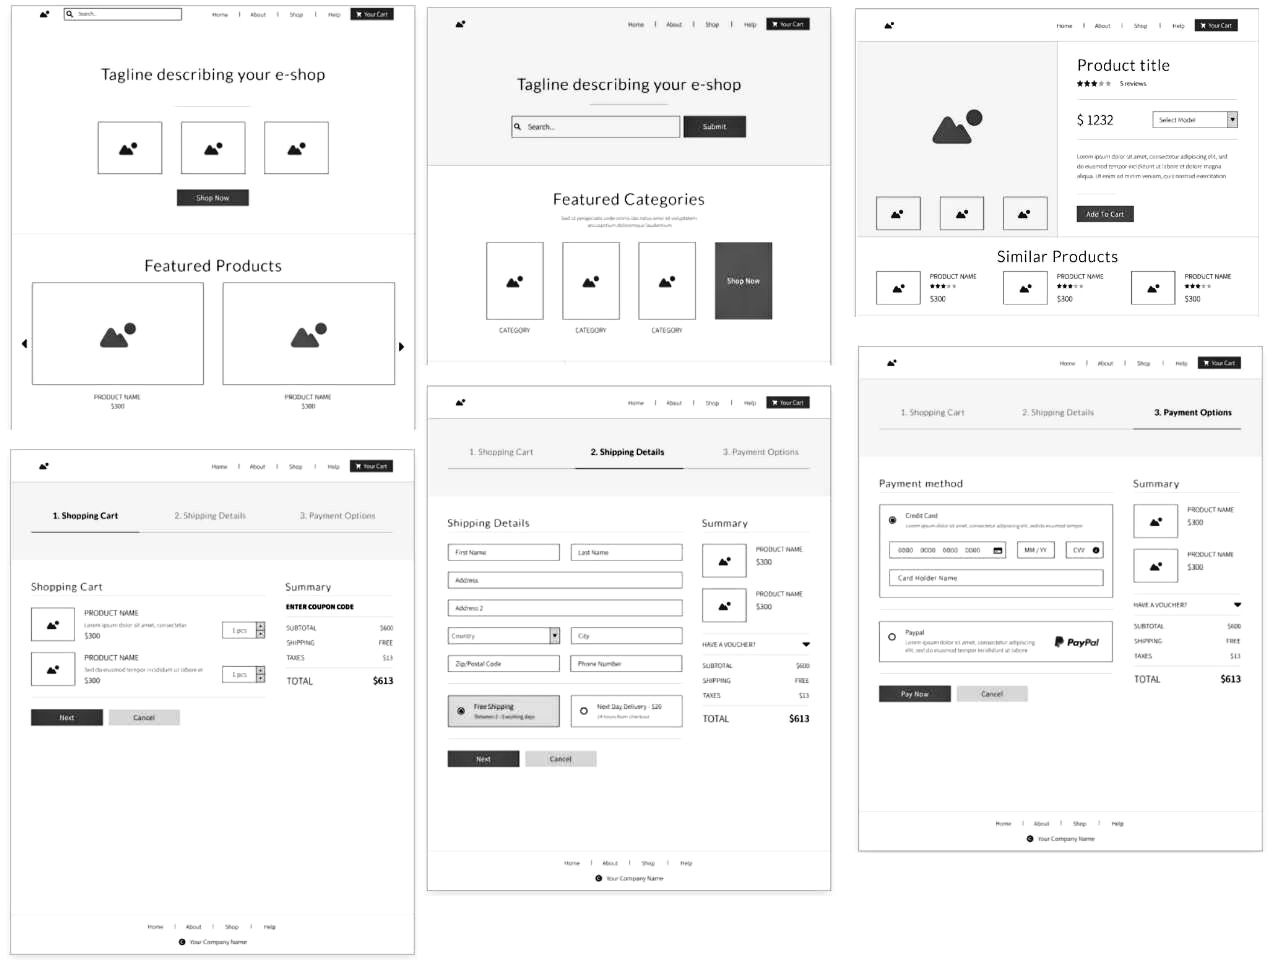 Search...
Home | About | Shop | Help Your Cart
Tagline describing your e-shop
Shop Now
Featured Products
PRODUCT NAME
$300
PRODUCT NAME
$300
Home | About | Shop | Help Your Cart
Tagline describing your e-shop
Search...
Submit
Featured Categories
Sed ut perspiciatis unde omnis iste natus error sit voluptatem
accusantium doloremque laudantium.
Shop Now
CATEGORY
CATEGORY
CATEGORY
Home | About | Shop | Help Your Cart
Product title
5 reviews
$ 1232
Select Model
Lorem ipsum dolor sit amet, consectetur adipiscing elit, sed
do eiusmod tempor incididunt ut labore et dolore magna
aliqua. Ut enim ad minim veniam, quis nostrud exercitation
Add To Cart
Similar Products
PRODUCT NAME
$300
PRODUCT NAME
$300
PRODUCT NAME
$300
Home | About | Shop | Help Your Cart
1. Shopping Cart
2. Shipping Details
3. Payment Options
Shopping Cart
PRODUCT NAME
Lorem ipsum dolor sit amet, consectetur
$300
1 pcs
PRODUCT NAME
Sed do eiusmod tempor incididunt ut labore et
$300
1 pcs
Next
Cancel
Summary
ENTER COUPON CODE
SUBTOTAL $600
SHIPPING FREE
TAXES $13
TOTAL $613
Home | About | Shop | Help
Your Company Name
Home | About | Shop | Help Your Cart
1. Shopping Cart
2. Shipping Details
3. Payment Options
Shipping Details
First Name
Last Name
Address
Address 2
Country
City
Zip/Postal Code
Phone Number
Free Shipping
Between 2 - 5 working days
Next Day Delivery - $20
24 hours from checkout
Next
Cancel
Summary
PRODUCT NAME
$300
PRODUCT NAME
$300
HAVE A VOUCHER?
SUBTOTAL $600
SHIPPING FREE
TAXES $13
TOTAL $613
Home | About | Shop | Help
Your Company Name
Home | About | Shop | Help Your Cart
1. Shopping Cart
2. Shipping Details
3. Payment Options
Payment method
Credit Card
Lorem ipsum dolor sit amet, consectetur adipiscing elit, sed do eiusmod tempor
0000 0000 0000 0000
MM / YY
CVV
Card Holder Name
Paypal
Lorem ipsum dolor sit amet, consectetur adipiscing
elit, sed do eiusmod tempor incididunt ut labore
PayPal
Pay Now
Cancel
Summary
PRODUCT NAME
$300
PRODUCT NAME
$300
HAVE A VOUCHER?
SUBTOTAL $600
SHIPPING FREE
TAXES $13
TOTAL $613
Home | About | Shop | Help
Your Company Name